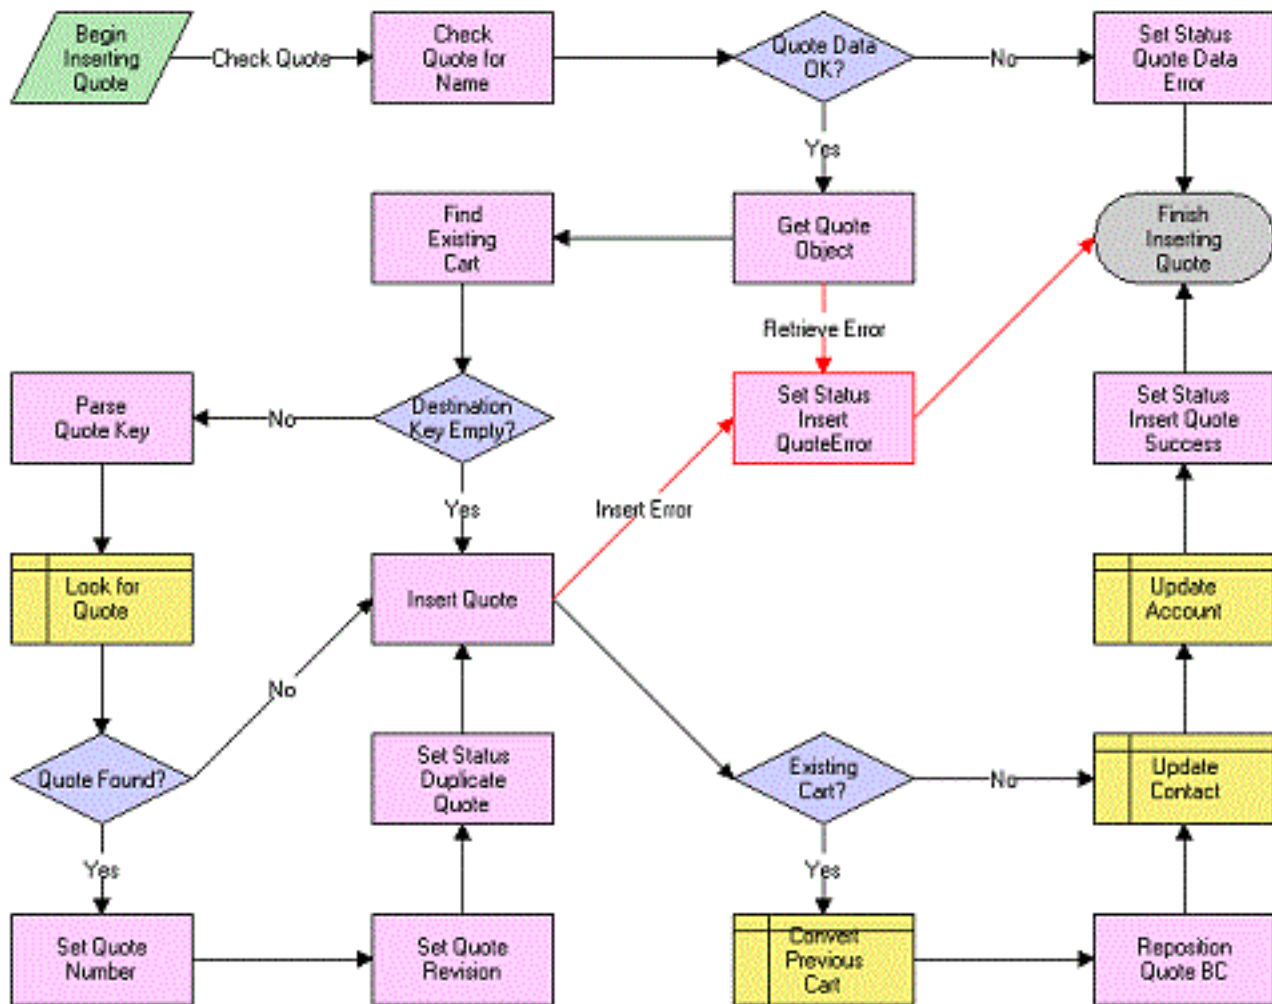 Begin
Inserting
Quote
Check Quote
Check
Quote for
Name
Quote Data
OK?
No
Set Status
Quote Data
Error
Yes
Find
Existing
Cart
Get Quote
Object
Finish
Inserting
Quote
Retrieve Error
Parse
Quote Key
No
Destination
Key Empty?
Set Status
Insert
QuoteError
Set Status
Insert Quote
Success
Yes
Insert Error
Look for
Quote
Insert Quote
Update
Account
No
Quote Found?
Set Status
Duplicate
Quote
Existing
Cart?
No
Update
Contact
Yes
Yes
Set Quote
Number
Set Quote
Revision
Convert
Previous
Cart
Reposition
Quote BC